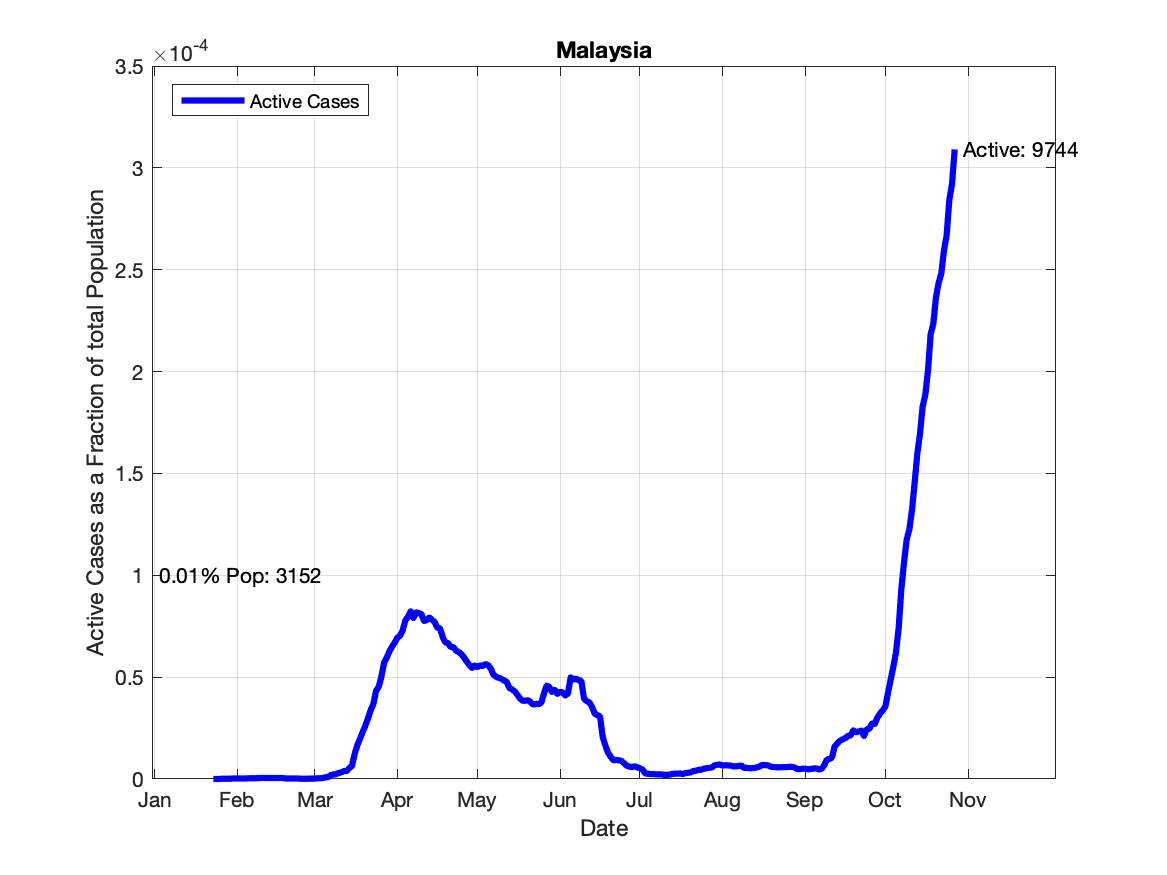 Malaysia
×10-4
3.5
3
2.5
2
1.5
1
0.5
0
Active Cases as a Fraction of total Population
Active Cases
Active: 9744
0.01% Pop: 3152
Jan Feb Mar Apr May Jun Jul Aug Sep Oct Nov
Date